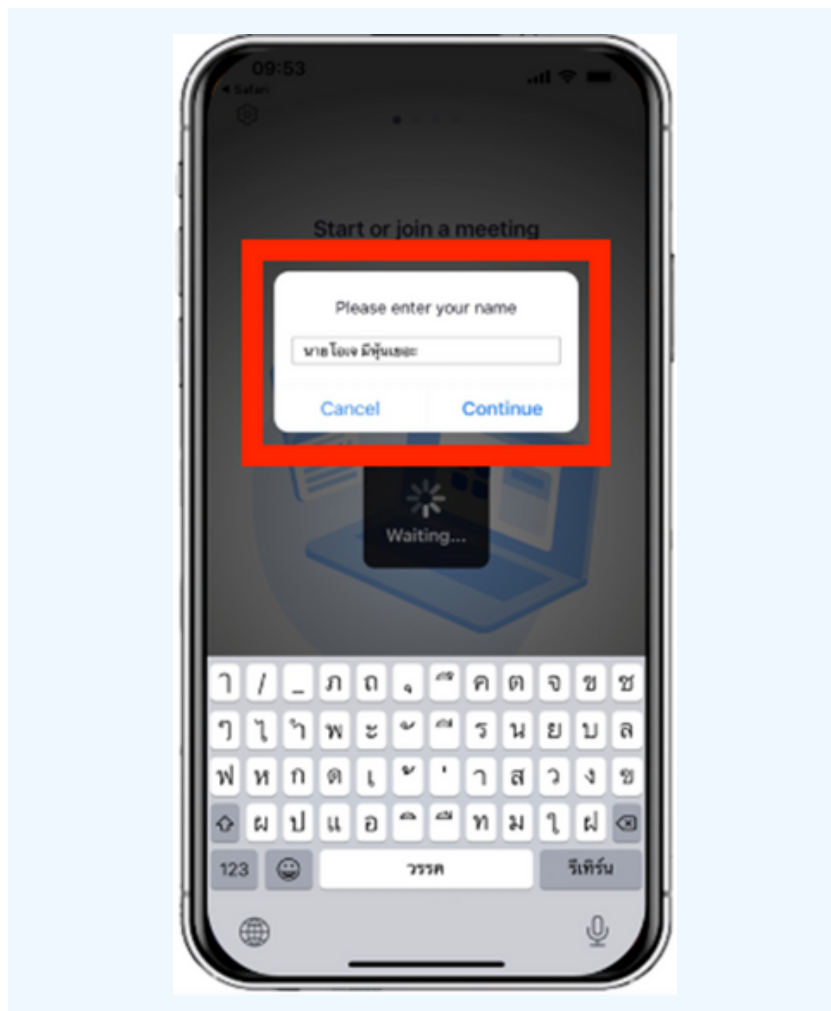 09:53
◀ Safari
Start or join a meeting
Please enter your name
นาย โอเจ มีหุ้นเยอะ
Cancel Continue
Waiting...
ๅ / _ ภ ถ ุ ึ ค ต จ ข ช
ๆ ไ ำ พ ะ ั ี ร น ย บ ล
ฟ ห ก ด เ ้ ่ า ส ว ง ฃ
ผ ป แ อ ิ ื ท ม ใ ฝ
123 วรรค รีเทิร์น